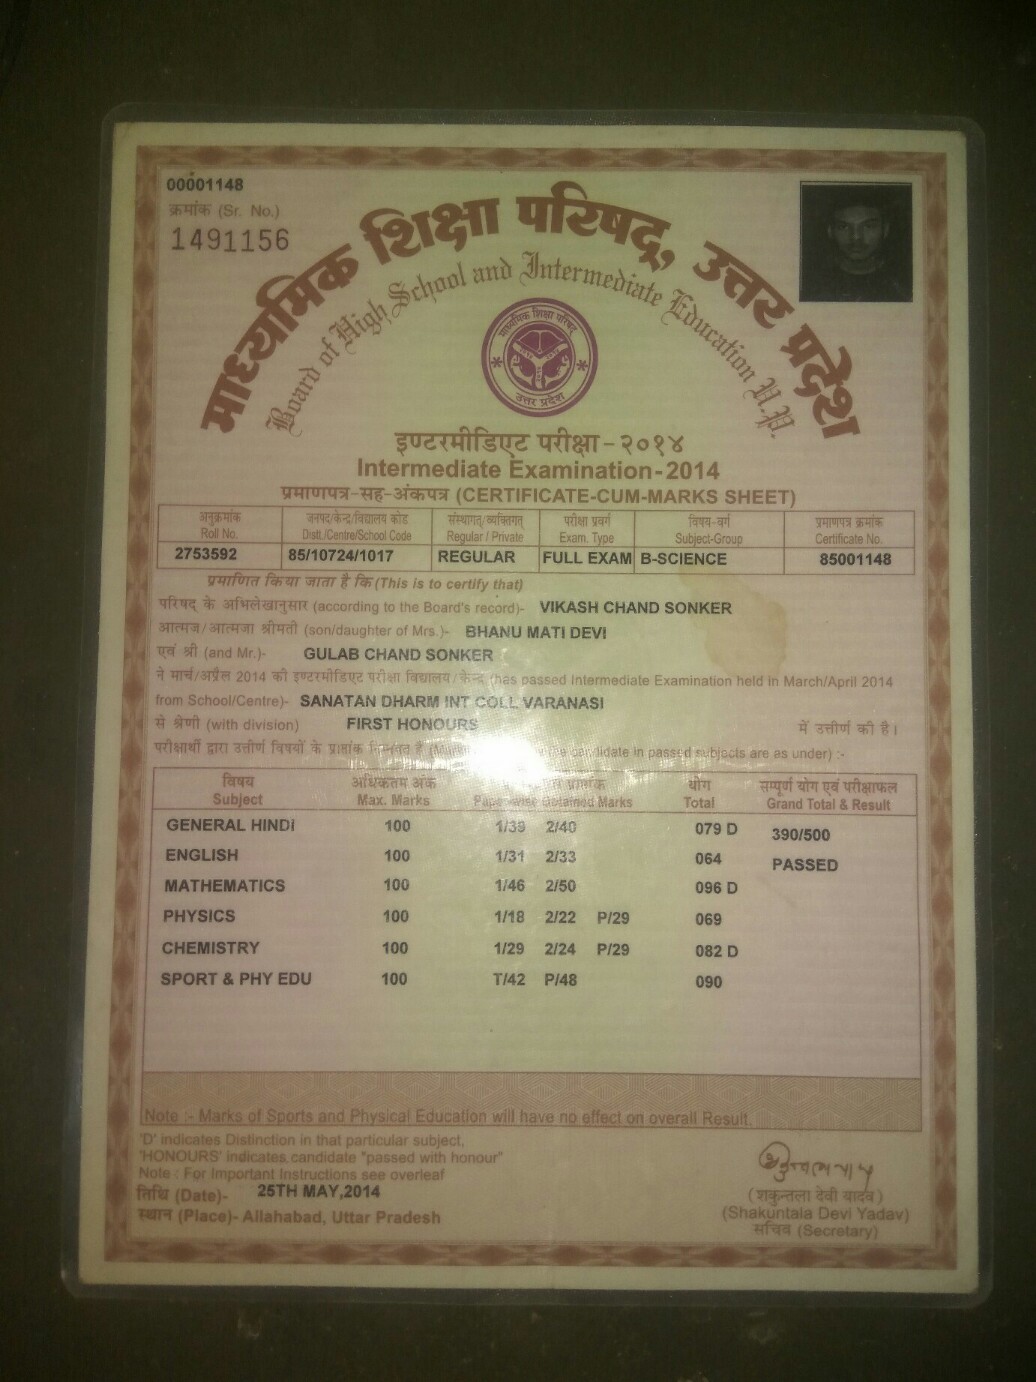 00001148
क्रमांक (Sr. No.)
1491156
माध्यमिक शिक्षा परिषद्, उत्तर प्रदेश
Board of High School and Intermediate Education U.P.
माध्यमिक शिक्षा परिषद्
उत्तर प्रदेश
इण्टरमीडिएट परीक्षा-२०१४
Intermediate Examination-2014
प्रमाणपत्र-सह-अंकपत्र (CERTIFICATE-CUM-MARKS SHEET)
अनुक्रमांक जनपद/केन्द्र/विद्यालय कोड संस्थागत्/व्यक्तिगत् परीक्षा प्रवर्ग विषय-वर्ग प्रमाणपत्र क्रमांक
Roll No. Distt./Centre/School Code Regular / Private Exam. Type Subject-Group Certificate No.
2753592 85/10724/1017 REGULAR FULL EXAM B-SCIENCE 85001148
प्रमाणित किया जाता है कि (This is to certify that)
परिषद् के अभिलेखानुसार (according to the Board's record)- VIKASH CHAND SONKER
आत्मज/आत्मजा श्रीमती (son/daughter of Mrs.)- BHANU MATI DEVI
एवं श्री (and Mr.)- GULAB CHAND SONKER
ने मार्च/अप्रैल 2014 की इण्टरमीडिएट परीक्षा विद्यालय/केन्द्र (has passed Intermediate Examination held in March/April 2014
from School/Centre)- SANATAN DHARM INT COLL VARANASI
से श्रेणी (with division) FIRST HONOURS में उत्तीर्ण की है।
परीक्षार्थी द्वारा उत्तीर्ण विषयों के प्राप्तांक निम्नवत है the candidate in passed subjects are as under) :-
विषय अधिकतम अंक प्राप्तांक योग सम्पूर्ण योग एवं परीक्षाफल
Subject Max. Marks Paperwise Obtained Marks Total Grand Total & Result
GENERAL HINDI 100 1/39 2/40 079 D 390/500
ENGLISH 100 1/31 2/33 064 PASSED
MATHEMATICS 100 1/46 2/50 096 D
PHYSICS 100 1/18 2/22 P/29 069
CHEMISTRY 100 1/29 2/24 P/29 082 D
SPORT & PHY EDU 100 T/42 P/48 090
Note :- Marks of Sports and Physical Education will have no effect on overall Result.
'D' indicates Distinction in that particular subject,
'HONOURS' indicates candidate "passed with honour"
Note : For Important Instructions see overleaf
तिथि (Date)- 25TH MAY,2014
स्थान (Place)- Allahabad, Uttar Pradesh
(शकुन्तला देवी यादव)
(Shakuntala Devi Yadav)
सचिव (Secretary)